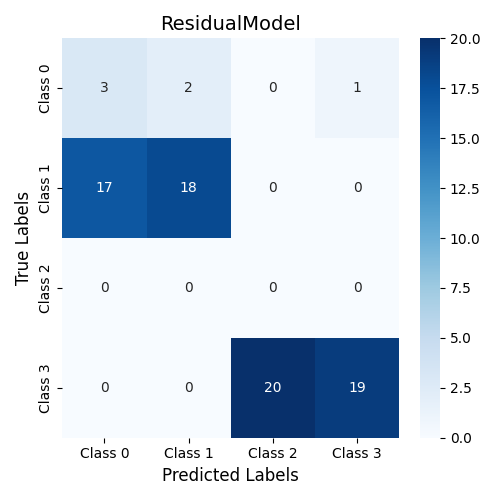 ResidualModel
True Labels
Class 0
3 2 0 1
Class 1
17 18 0 0
Class 2
0 0 0 0
Class 3
0 0 20 19
Class 0 Class 1 Class 2 Class 3
Predicted Labels
20.0
17.5
15.0
12.5
10.0
7.5
5.0
2.5
0.0